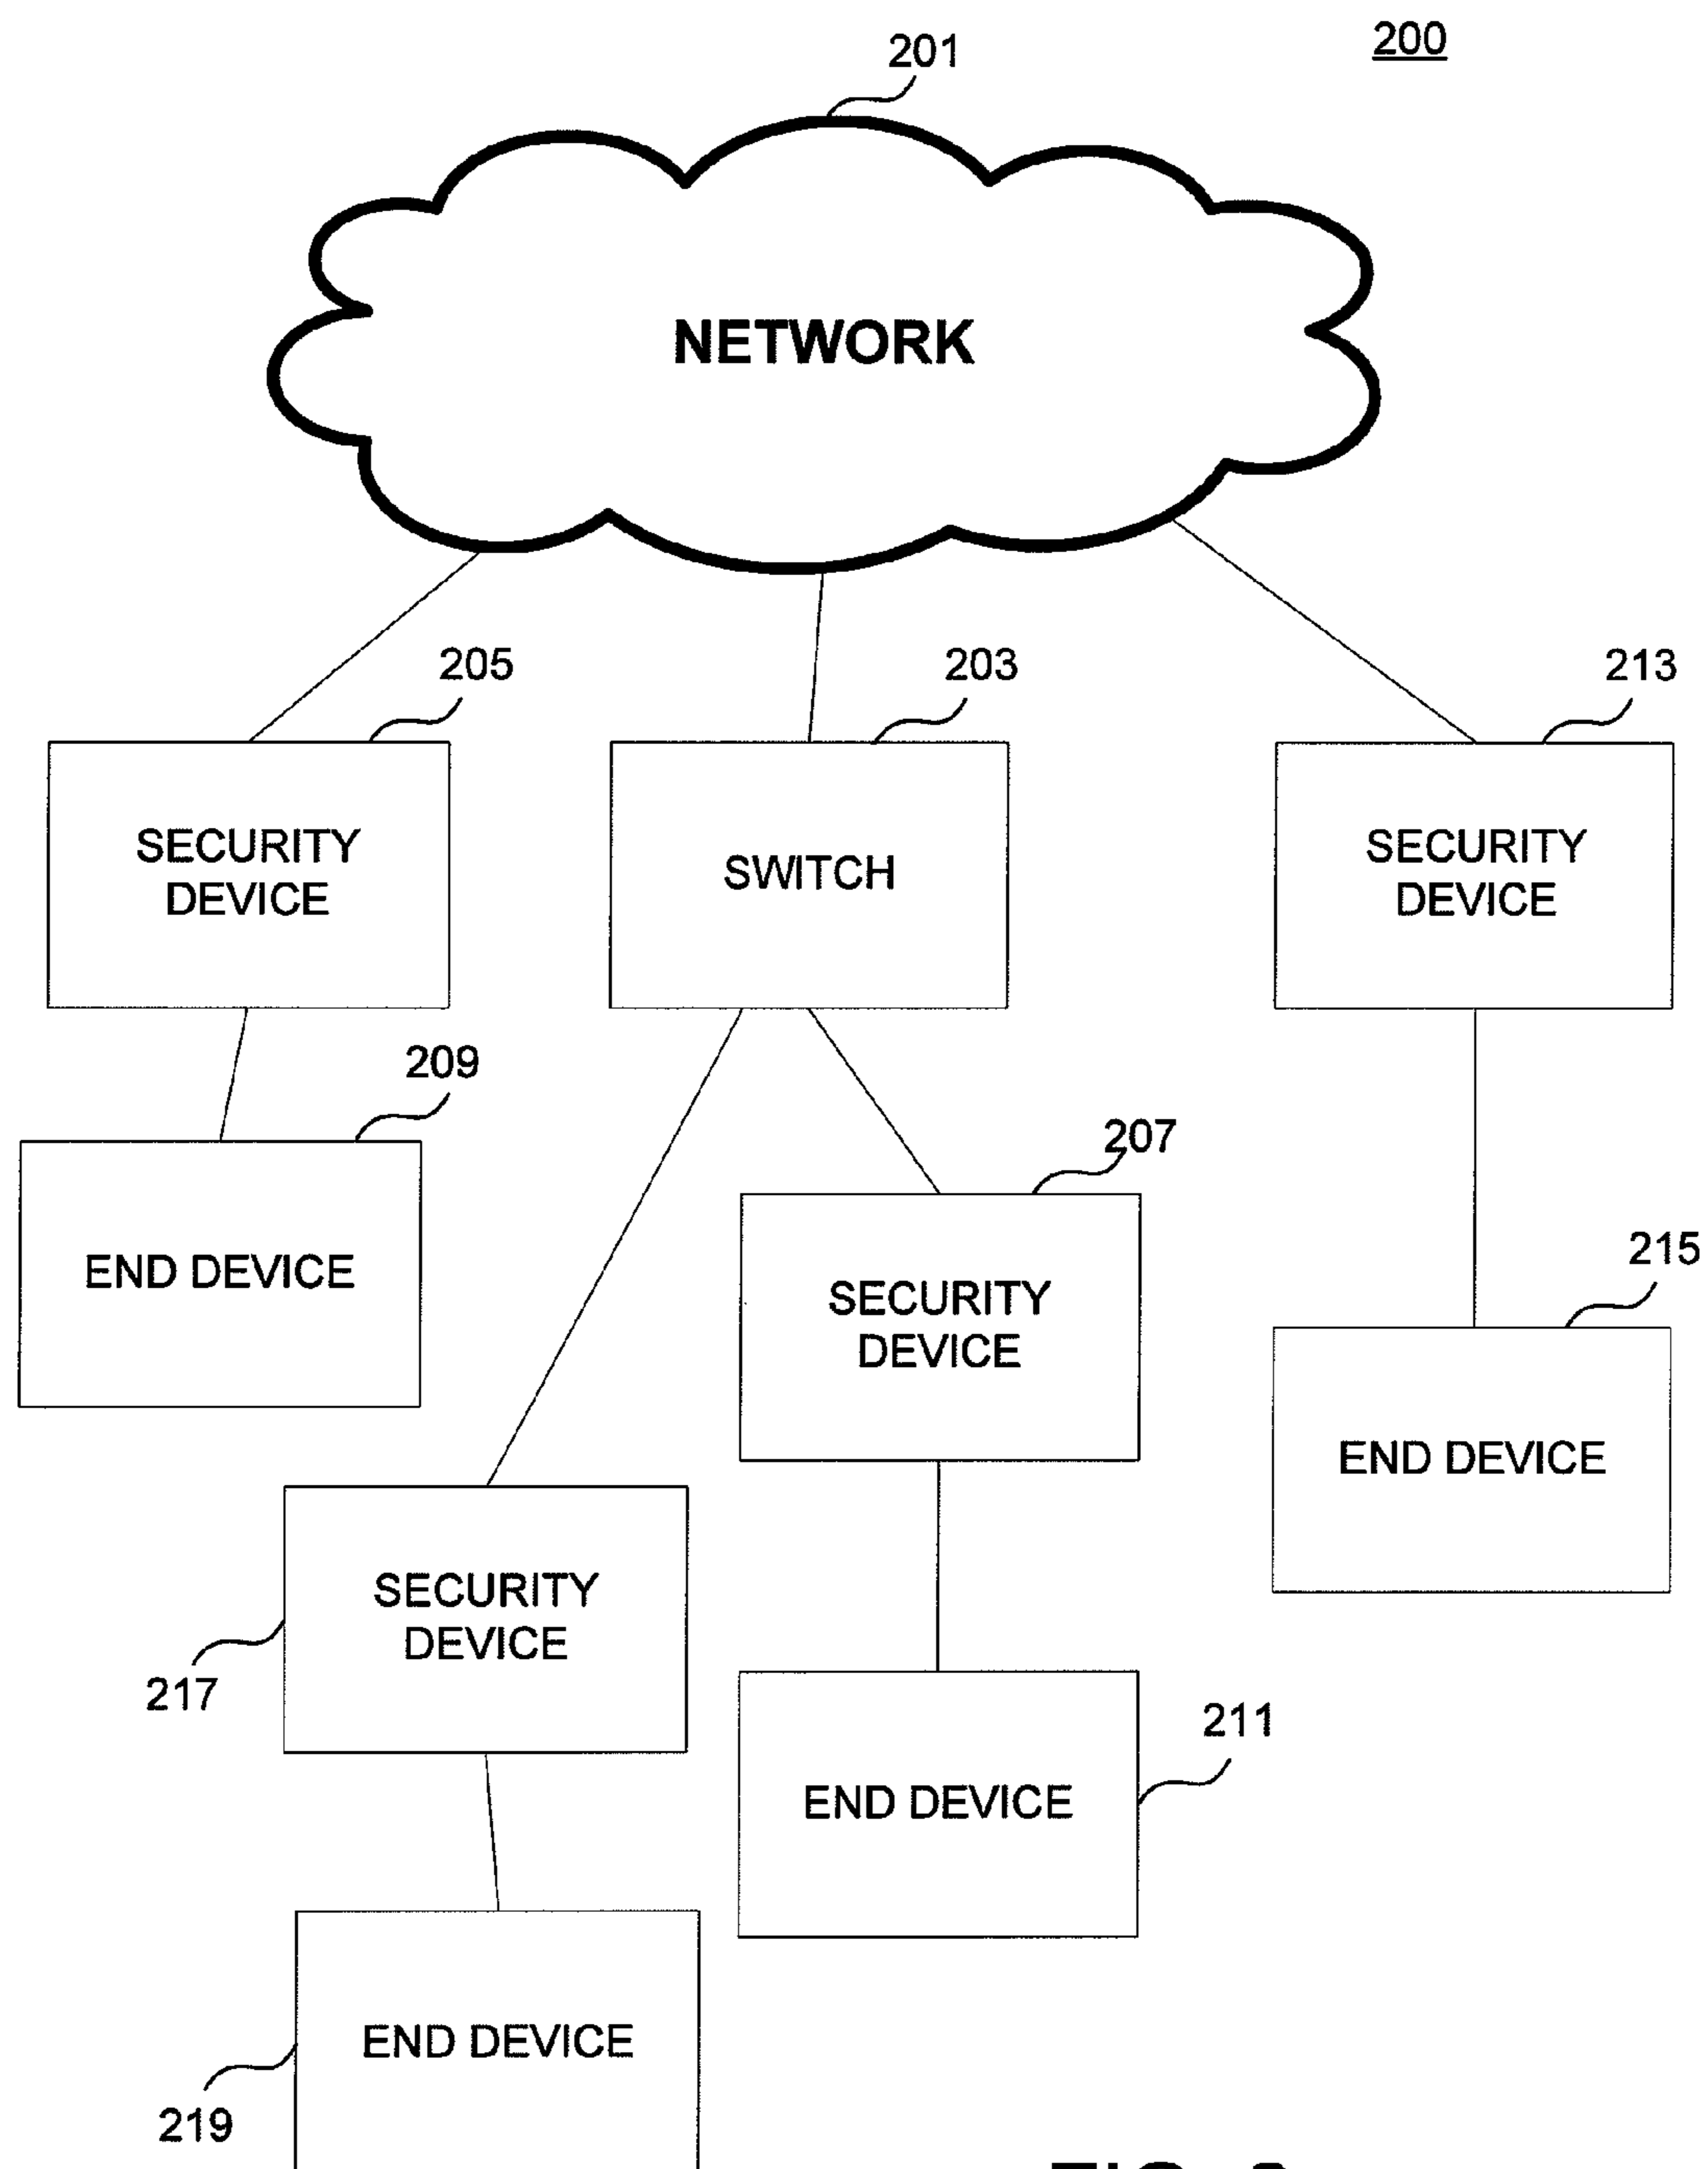 200
201
NETWORK
205
203
213
SECURITY
DEVICE
SWITCH
SECURITY
DEVICE
209
207
END DEVICE
215
SECURITY
DEVICE
END DEVICE
SECURITY
DEVICE
217
211
END DEVICE
END DEVICE
219